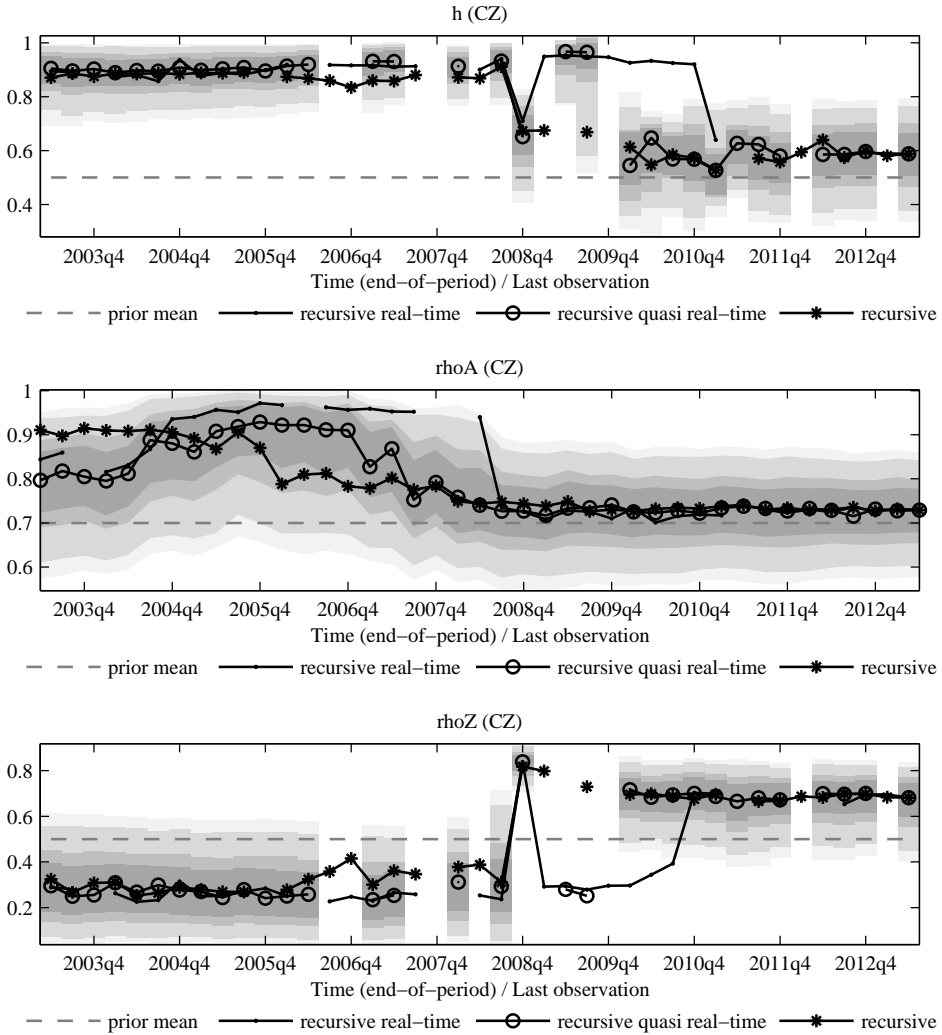 h (CZ)
1
0.8
0.6
0.4
2003q4 2004q4 2005q4 2006q4 2007q4 2008q4 2009q4 2010q4 2011q4 2012q4
Time (end−of−period) / Last observation
prior mean recursive real−time recursive quasi real−time recursive
rhoA (CZ)
1
0.9
0.8
0.7
0.6
2003q4 2004q4 2005q4 2006q4 2007q4 2008q4 2009q4 2010q4 2011q4 2012q4
Time (end−of−period) / Last observation
prior mean recursive real−time recursive quasi real−time recursive
rhoZ (CZ)
0.8
0.6
0.4
0.2
2003q4 2004q4 2005q4 2006q4 2007q4 2008q4 2009q4 2010q4 2011q4 2012q4
Time (end−of−period) / Last observation
prior mean recursive real−time recursive quasi real−time recursive